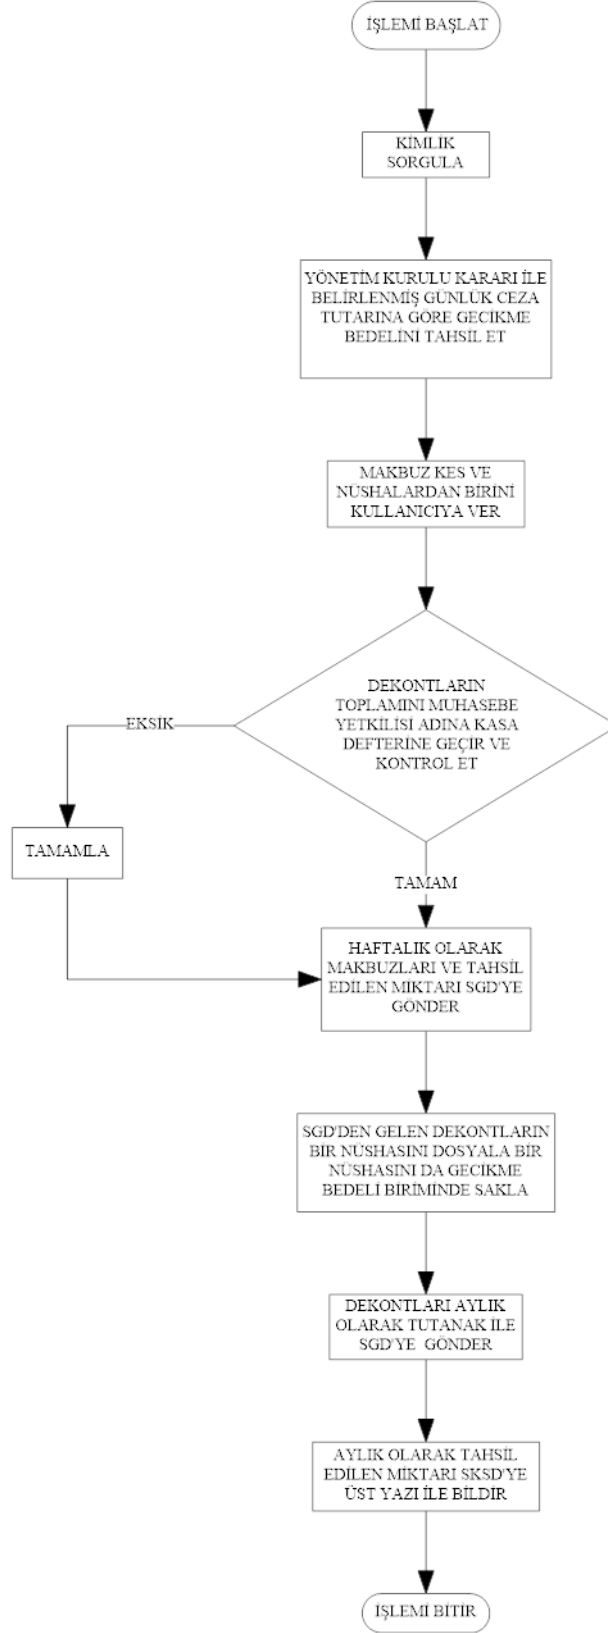 İŞLEMİ BAŞLAT
KİMLİK
SORGULA
YÖNETİM KURULU KARARI İLE
BELİRLENMİŞ GÜNLÜK CEZA
TUTARINA GÖRE GECİKME
BEDELİNİ TAHSİL ET
MAKBUZ KES VE
NÜSHALARDAN BİRİNİ
KULLANICIYA VER
DEKONTLARIN
TOPLAMINI MUHASEBE
YETKİLİSİ ADINA KASA
DEFTERİNE GEÇİR VE
KONTROL ET
EKSİK
TAMAMLA
TAMAM
HAFTALIK OLARAK
MAKBUZLARI VE TAHSİL
EDİLEN MİKTARI SGD'YE
GÖNDER
SGD'DEN GELEN DEKONTLARIN
BİR NÜSHASINI DOSYALA BİR
NÜSHASINI DA GECİKME
BEDELİ BİRİMİNDE SAKLA
DEKONTLARI AYLIK
OLARAK TUTANAK İLE
SGD'YE GÖNDER
AYLIK OLARAK TAHSİL
EDİLEN MİKTARI SKSD'YE
ÜST YAZI İLE BİLDİR
İŞLEMİ BİTİR